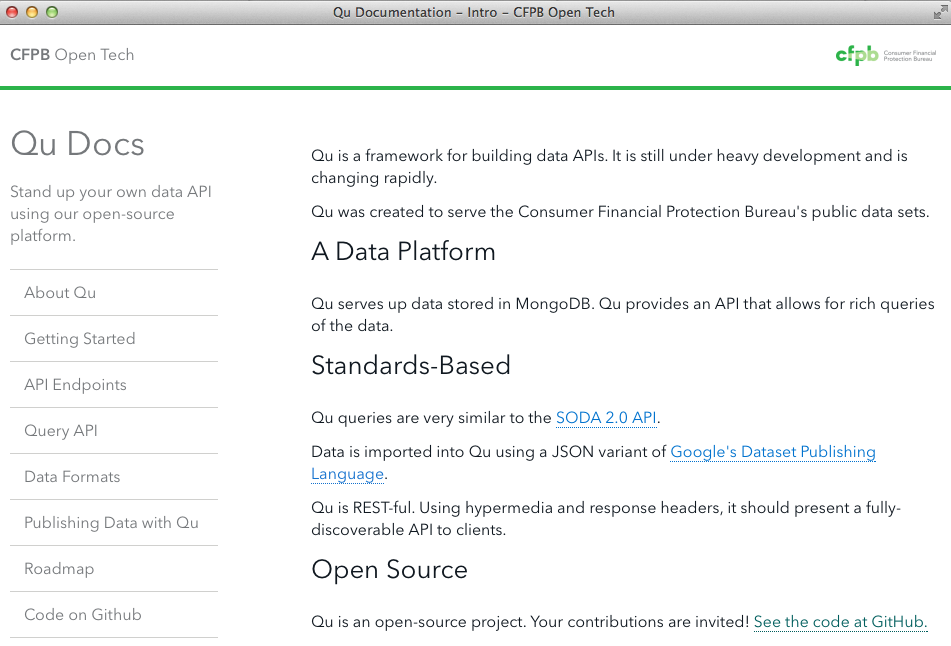 Qu Documentation – Intro – CFPB Open Tech
CFPB Open Tech
cfpb
Consumer Financial
Protection Bureau
Qu Docs
Stand up your own data API
using our open-source
platform.
About Qu
Getting Started
API Endpoints
Query API
Data Formats
Publishing Data with Qu
Roadmap
Code on Github
Qu is a framework for building data APIs. It is still under heavy development and is
changing rapidly.
Qu was created to serve the Consumer Financial Protection Bureau's public data sets.
A Data Platform
Qu serves up data stored in MongoDB. Qu provides an API that allows for rich queries
of the data.
Standards-Based
Qu queries are very similar to the SODA 2.0 API.
Data is imported into Qu using a JSON variant of Google's Dataset Publishing
Language.
Qu is REST-ful. Using hypermedia and response headers, it should present a fully-
discoverable API to clients.
Open Source
Qu is an open-source project. Your contributions are invited! See the code at GitHub.